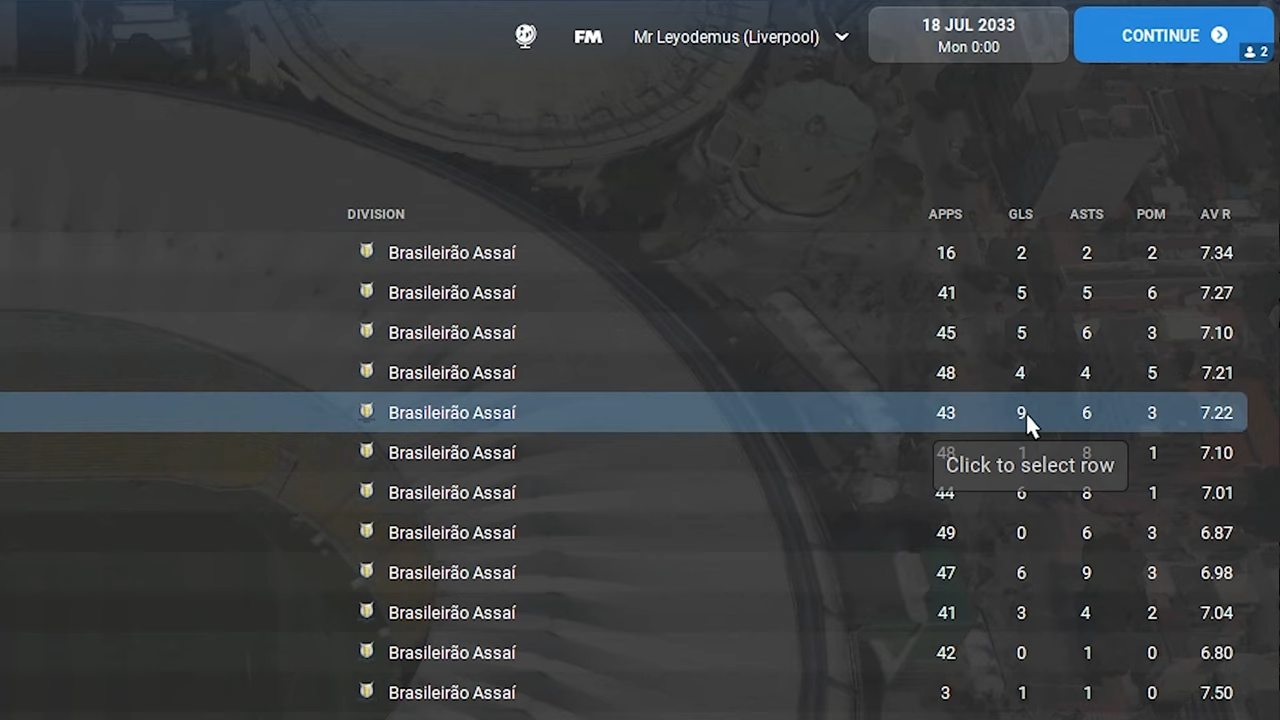 FM Mr Leyodemus (Liverpool) 18 JUL 2033 CONTINUE
Mon 0:00 2
DIVISION APPS GLS ASTS POM AV R
Brasileirão Assaí 16 2 2 2 7.34
Brasileirão Assaí 41 5 5 6 7.27
Brasileirão Assaí 45 5 6 3 7.10
Brasileirão Assaí 48 4 4 5 7.21
Brasileirão Assaí 43 9 6 3 7.22
Brasileirão Assaí 48 1 8 1 7.10
Click to select row
Brasileirão Assaí 44 6 8 1 7.01
Brasileirão Assaí 49 0 6 3 6.87
Brasileirão Assaí 47 6 9 3 6.98
Brasileirão Assaí 41 3 4 2 7.04
Brasileirão Assaí 42 0 1 0 6.80
Brasileirão Assaí 3 1 1 0 7.50